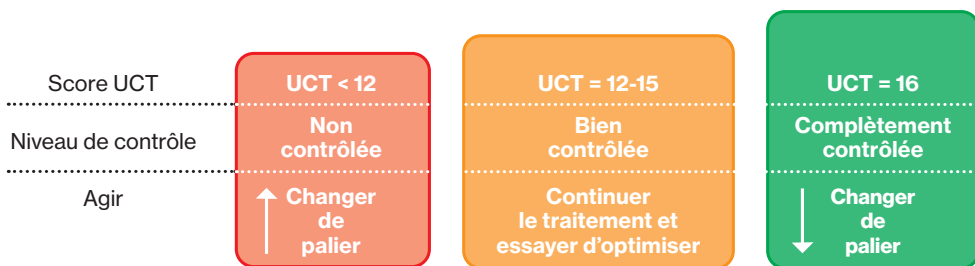 Score UCT
UCT < 12
UCT = 12-15
UCT = 16
Niveau de contrôle
Non
contrôlée
Bien
contrôlée
Complètement
contrôlée
Agir
Changer
de
palier
Continuer
le traitement et
essayer d'optimiser
Changer
de
palier